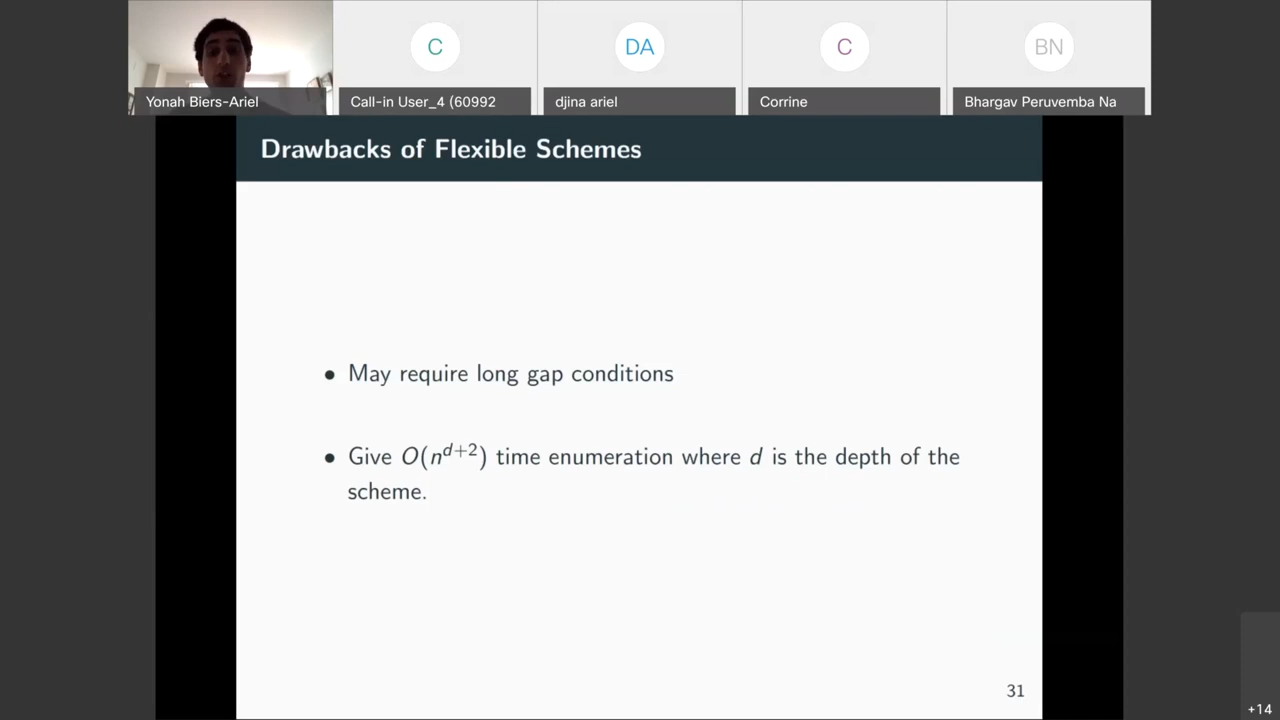 C
DA
C
BN
Yonah Biers-Ariel
Call-in User_4 (60992
djina ariel
Corrine
Bhargav Peruvemba Na
Drawbacks of Flexible Schemes
• May require long gap conditions
• Give O(n^{d+2}) time enumeration where d is the depth of the
scheme.
31
+14